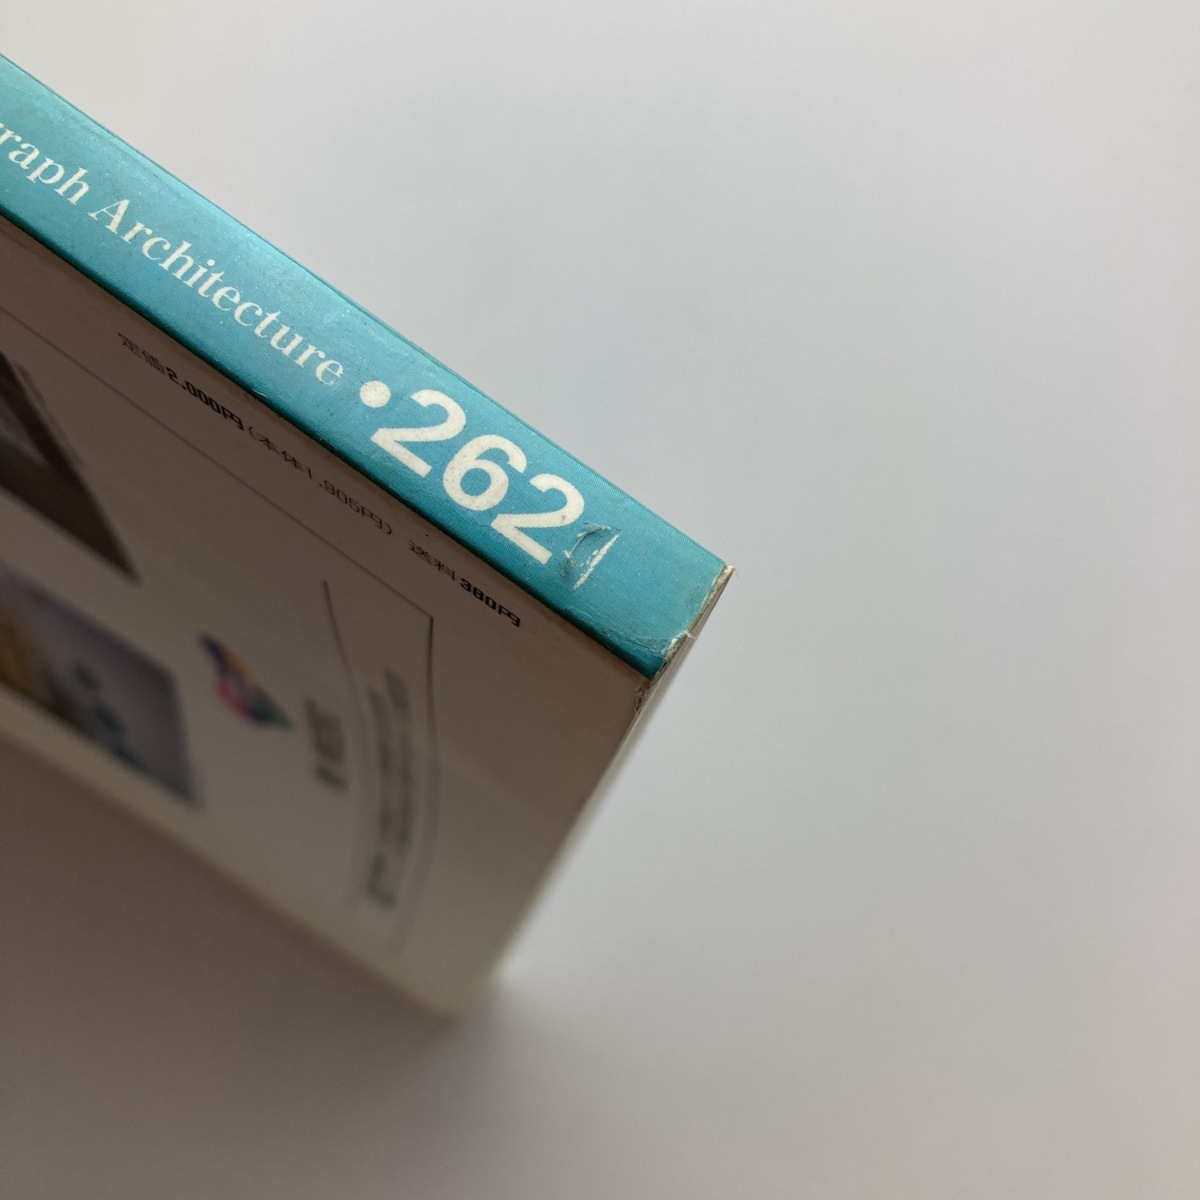 raph Architecture •262
定価2,000円(本体1,905円) 送料380円